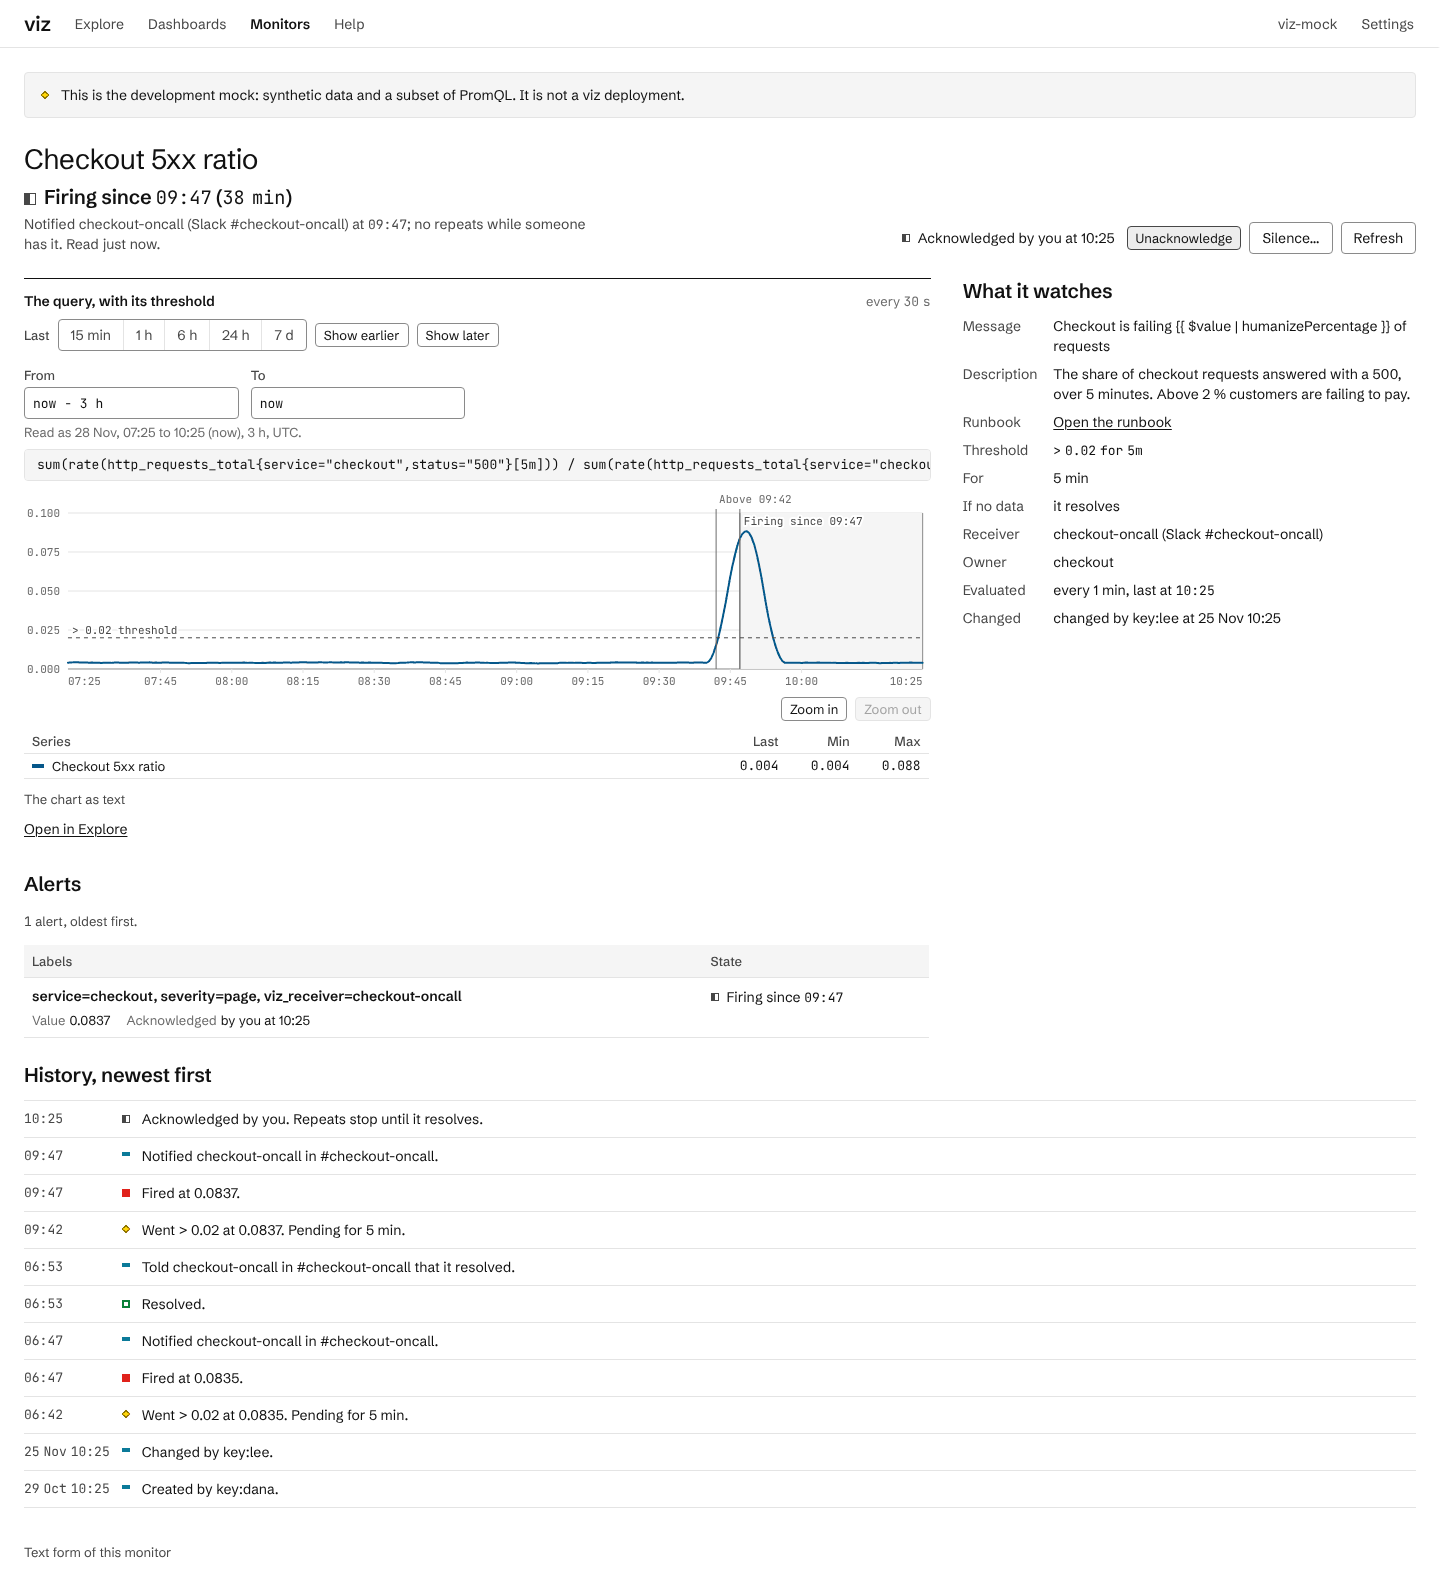 viz Explore Dashboards Monitors Help viz-mock Settings
This is the development mock: synthetic data and a subset of PromQL. It is not a viz deployment.
Checkout 5xx ratio
Firing since 09:47 (38 min)
Notified checkout-oncall (Slack #checkout-oncall) at 09:47; no repeats while someone
has it. Read just now.
Acknowledged by you at 10:25 Unacknowledge Silence... Refresh
The query, with its threshold every 30 s
Last 15 min 1 h 6 h 24 h 7 d Show earlier Show later
From To
now - 3 h now
Read as 28 Nov, 07:25 to 10:25 (now), 3 h, UTC.
sum(rate(http_requests_total{service="checkout",status="500"}[5m])) / sum(rate(http_requests_total{service="checkou
Above 09:42
0.100
Firing since 09:47
0.075
0.050
0.025 > 0.02 threshold
0.000
07:25 07:45 08:00 08:15 08:30 08:45 09:00 09:15 09:30 09:45 10:00 10:25
Zoom in Zoom out
Series Last Min Max
Checkout 5xx ratio 0.004 0.004 0.088
The chart as text
Open in Explore
What it watches
Message Checkout is failing {{ $value | humanizePercentage }} of
requests
Description The share of checkout requests answered with a 500,
over 5 minutes. Above 2 % customers are failing to pay.
Runbook Open the runbook
Threshold > 0.02 for 5m
For 5 min
If no data it resolves
Receiver checkout-oncall (Slack #checkout-oncall)
Owner checkout
Evaluated every 1 min, last at 10:25
Changed changed by key:lee at 25 Nov 10:25
Alerts
1 alert, oldest first.
Labels State
service=checkout, severity=page, viz_receiver=checkout-oncall Firing since 09:47
Value 0.0837 Acknowledged by you at 10:25
History, newest first
10:25 Acknowledged by you. Repeats stop until it resolves.
09:47 Notified checkout-oncall in #checkout-oncall.
09:47 Fired at 0.0837.
09:42 Went > 0.02 at 0.0837. Pending for 5 min.
06:53 Told checkout-oncall in #checkout-oncall that it resolved.
06:53 Resolved.
06:47 Notified checkout-oncall in #checkout-oncall.
06:47 Fired at 0.0835.
06:42 Went > 0.02 at 0.0835. Pending for 5 min.
25 Nov 10:25 Changed by key:lee.
29 Oct 10:25 Created by key:dana.
Text form of this monitor